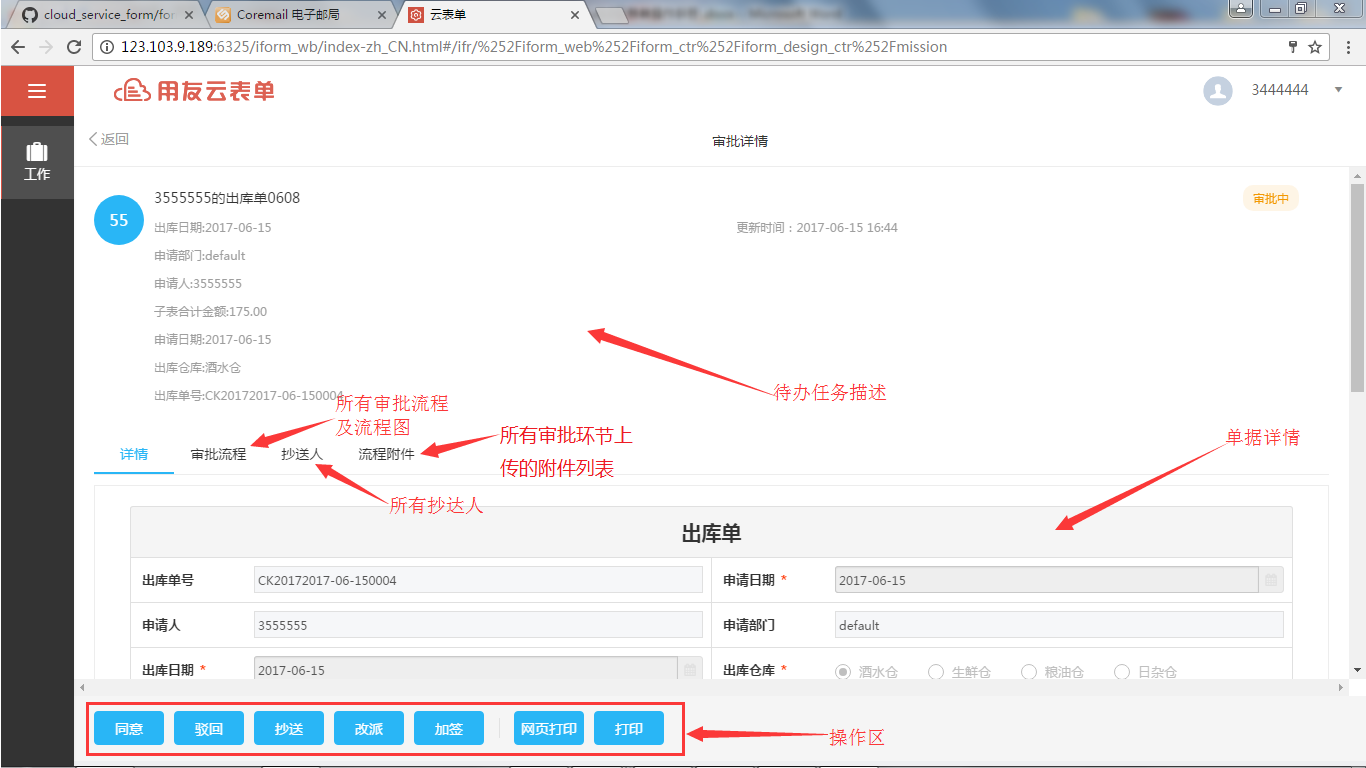 cloud_service_form/for
Coremail 电子邮局
云表单
123.103.9.189:6325/iform_wb/index-zh_CN.html#/ifr/%252Fiform_web%252Fiform_ctr%252Fiform_design_ctr%252Fmission
用友云表单
3444444
返回
审批详情
工作
55
3555555的出库单0608
审批中
出库日期:2017-06-15
更新时间：2017-06-15 16:44
申请部门:default
申请人:3555555
子表合计金额:175.00
申请日期:2017-06-15
出库仓库:酒水仓
出库单号:CK20172017-06-150004
待办任务描述
所有审批流程
及流程图
所有审批环节上
传的附件列表
单据详情
详情
审批流程
抄送人
流程附件
所有抄达人
出库单
出库单号
CK20172017-06-150004
申请日期 *
2017-06-15
申请人
3555555
申请部门
default
出库日期 *
2017-06-15
出库仓库 *
酒水仓
生鲜仓
粮油仓
日杂仓
同意
驳回
抄送
改派
加签
网页打印
打印
操作区